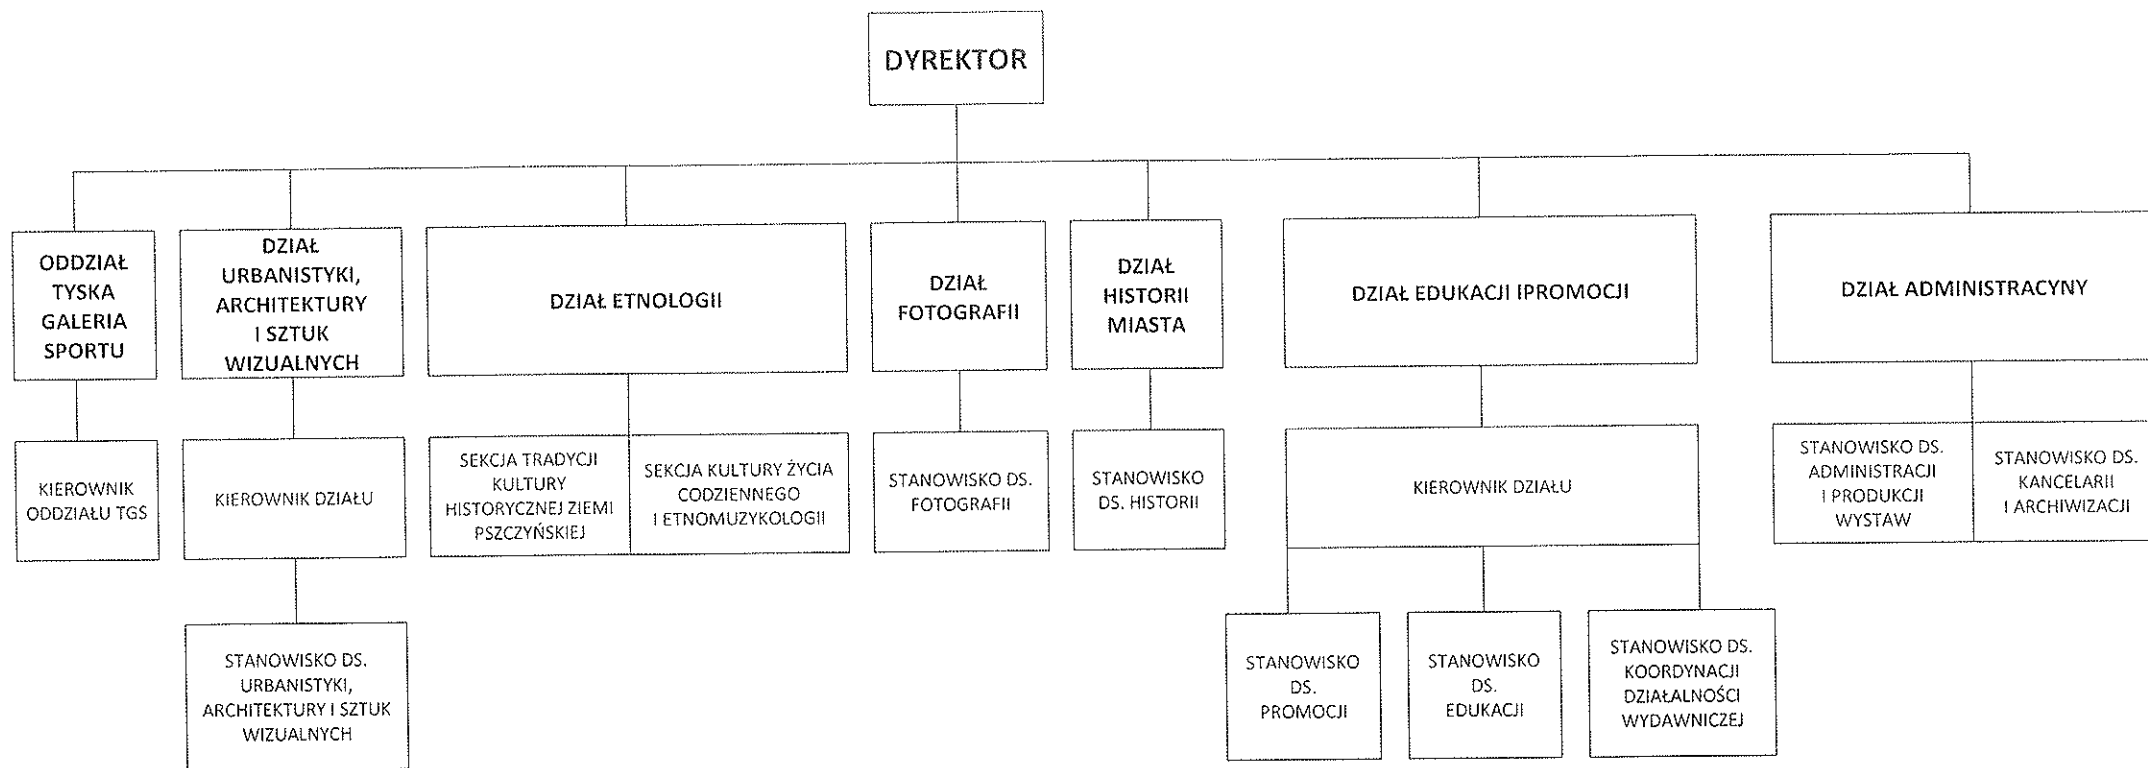 DYREKTOR
ODDZIAŁ
TYSKA
GALERIA
SPORTU
DZIAŁ
URBANISTYKI,
ARCHITEKTURY
I SZTUK
WIZUALNYCH
DZIAŁ ETNOLOGII
DZIAŁ
FOTOGRAFII
DZIAŁ
HISTORII
MIASTA
DZIAŁ EDUKACJI IPROMOCJI
DZIAŁ ADMINISTRACYNY
KIEROWNIK
ODDZIAŁU TGS
KIEROWNIK DZIAŁU
SEKCJA TRADYCJI
KULTURY
HISTORYCZNEJ ZIEMI
PSZCZYŃSKIEJ
SEKCJA KULTURY ŻYCIA
CODZIENNEGO
I ETNOMUZYKOLOGII
STANOWISKO DS.
FOTOGRAFII
STANOWISKO
DS. HISTORII
KIEROWNIK DZIAŁU
STANOWISKO DS.
ADMINISTRACJI
I PRODUKCJI
WYSTAW
STANOWISKO DS.
KANCELARII
I ARCHIWIZACJI
STANOWISKO DS.
URBANISTYKI,
ARCHITEKTURY I SZTUK
WIZUALNYCH
STANOWISKO
DS.
PROMOCJI
STANOWISKO
DS.
EDUKACJI
STANOWISKO DS.
KOORDYNACJI
DZIAŁALNOŚCI
WYDAWNICZEJ